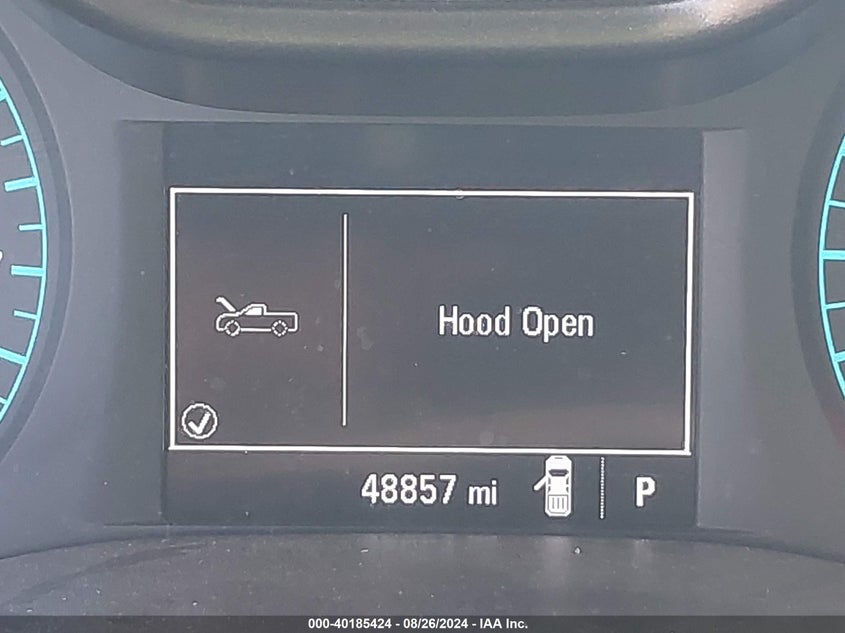 Hood Open
48857 mi
P
000-40185424 - 08/26/2024 - IAA Inc.